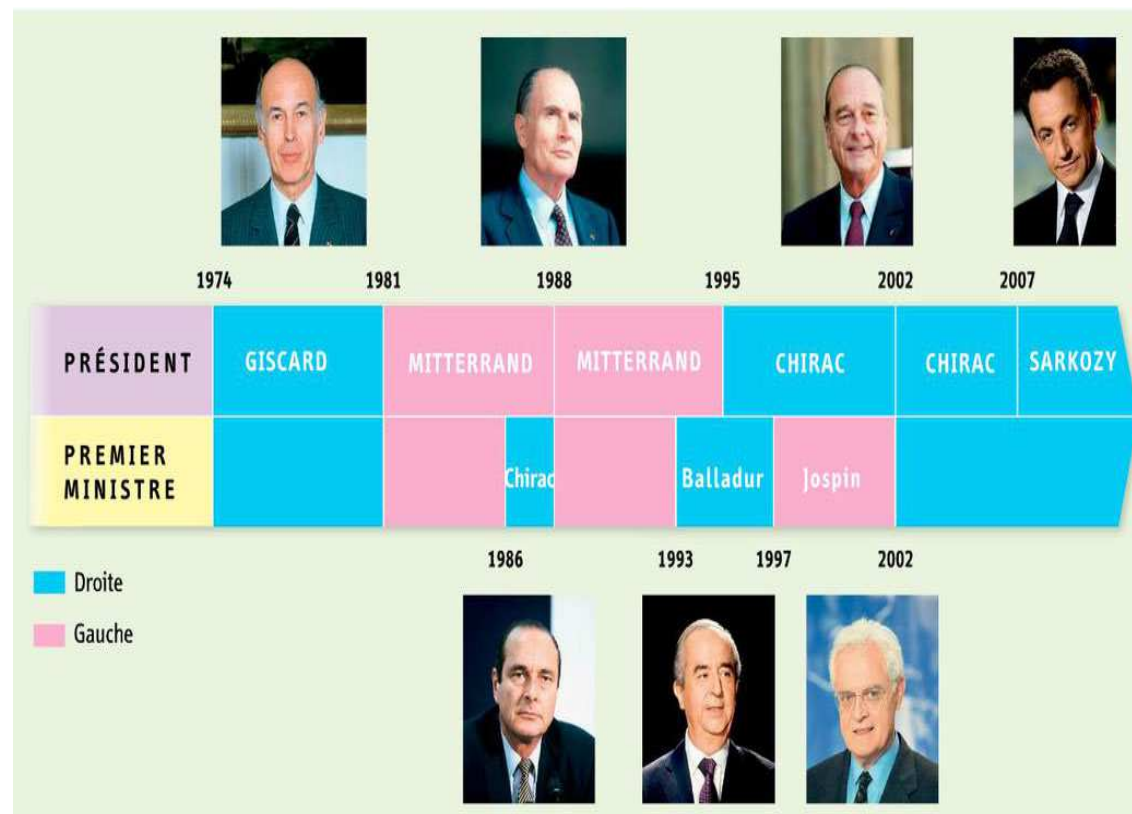 1974 1981 1988 1995 2002 2007
PRÉSIDENT GISCARD MITTERRAND MITTERRAND CHIRAC CHIRAC SARKOZY
PREMIER
MINISTRE
Chirac Balladur Jospin
1986 1993 1997 2002
Droite
Gauche